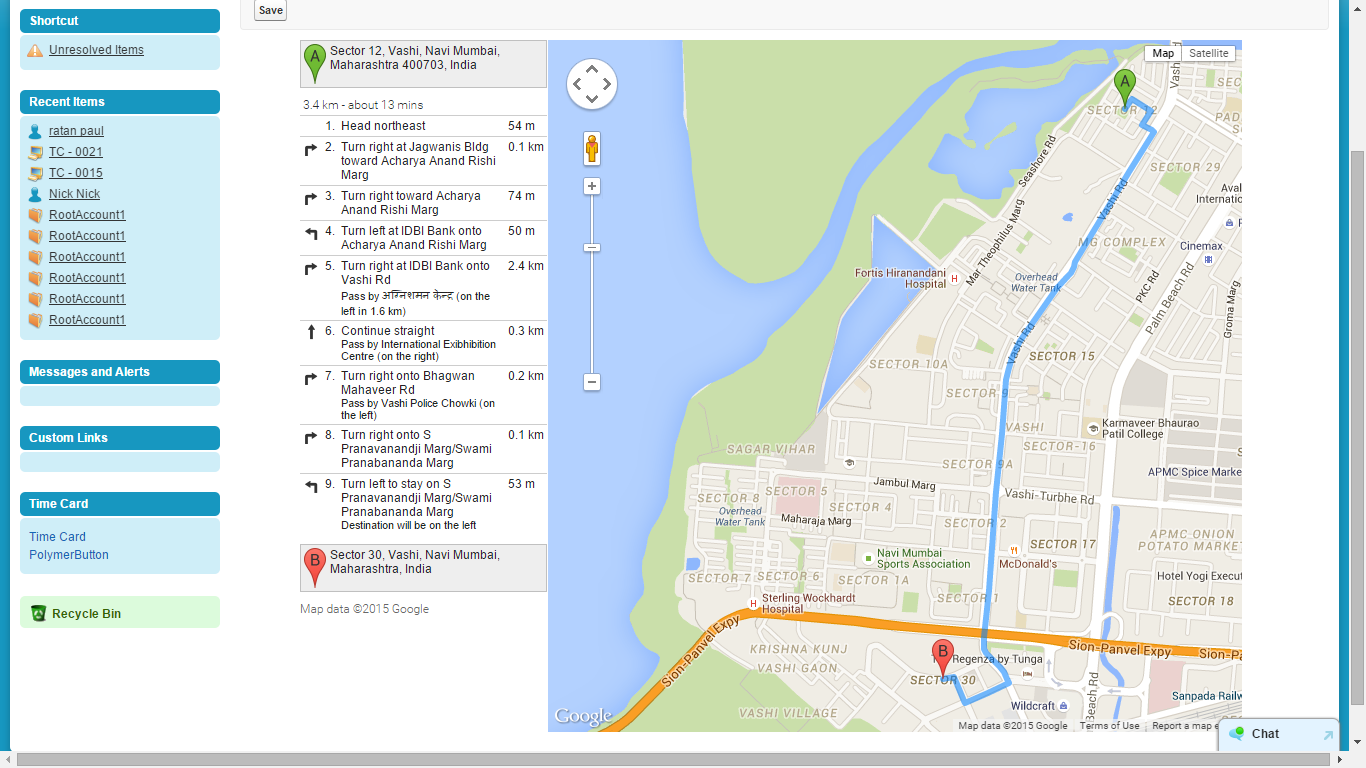 Shortcut
Unresolved Items
Recent Items
ratan paul
TC - 0021
TC - 0015
Nick Nick
RootAccount1
RootAccount1
RootAccount1
RootAccount1
RootAccount1
RootAccount1
Messages and Alerts
Custom Links
Time Card
Time Card
PolymerButton
Recycle Bin
Save
A
Sector 12, Vashi, Navi Mumbai,
Maharashtra 400703, India
3.4 km - about 13 mins
1. Head northeast 54 m
2. Turn right at Jagwanis Bldg 0.1 km
toward Acharya Anand Rishi
Marg
3. Turn right toward Acharya 74 m
Anand Rishi Marg
4. Turn left at IDBI Bank onto 50 m
Acharya Anand Rishi Marg
5. Turn right at IDBI Bank onto 2.4 km
Vashi Rd
Pass by अग्निशमन केन्द्र (on the
left in 1.6 km)
6. Continue straight 0.3 km
Pass by International Exibhbition
Centre (on the right)
7. Turn right onto Bhagwan 0.2 km
Mahaveer Rd
Pass by Vashi Police Chowki (on
the left)
8. Turn right onto S 0.1 km
Pranavanandji Marg/Swami
Pranabananda Marg
9. Turn left to stay on S 53 m
Pranavanandji Marg/Swami
Pranabananda Marg
Destination will be on the left
B
Sector 30, Vashi, Navi Mumbai,
Maharashtra, India
Map data ©2015 Google
Map Satellite
Vashi
A
SECTOR 12
PAD
Seashore Rd
SECTOR 29
Vashi Rd
Aval
Internatio
Mar Theophilus Marg
MG COMPLEX
Cinemax
Fortis Hiranandani
Hospital
H
Overhead
Water Tank
PKC Rd
Palm Beach Rd
Groma Marg
Vashi Rd
SECTOR 15
SECTOR 10A
SECTOR 9
VASHI
Karmaveer Bhaurao
Patil College
SECTOR-16
SAGAR VIHAR
SECTOR 9A
APMC Spice Marke
Jambul Marg
SECTOR 5
SECTOR 8
Vashi-Turbhe Rd
Overhead
Water Tank
SECTOR 4
Maharaja Marg
SECTOR 2
APMC ONION
POTATO MARKET
SECTOR 17
Navi Mumbai
Sports Association
McDonald's
SECTOR 7
SECTOR 6
SECTOR 1A
Hotel Yogi Execut
SECTOR 1
SECTOR 18
H
Sterling Wockhardt
Hospital
Sion-Panvel Expy
Sion-Panvel Expy
Sion-Pan
KRISHNA KUNJ
VASHI GAON
B
Regenza by Tunga
SECTOR 30
Beach Rd
Sanpada Railw
Wildcraft
VASHI VILLAGE
Google
Map data ©2015 Google Terms of Use Report a map e
Chat